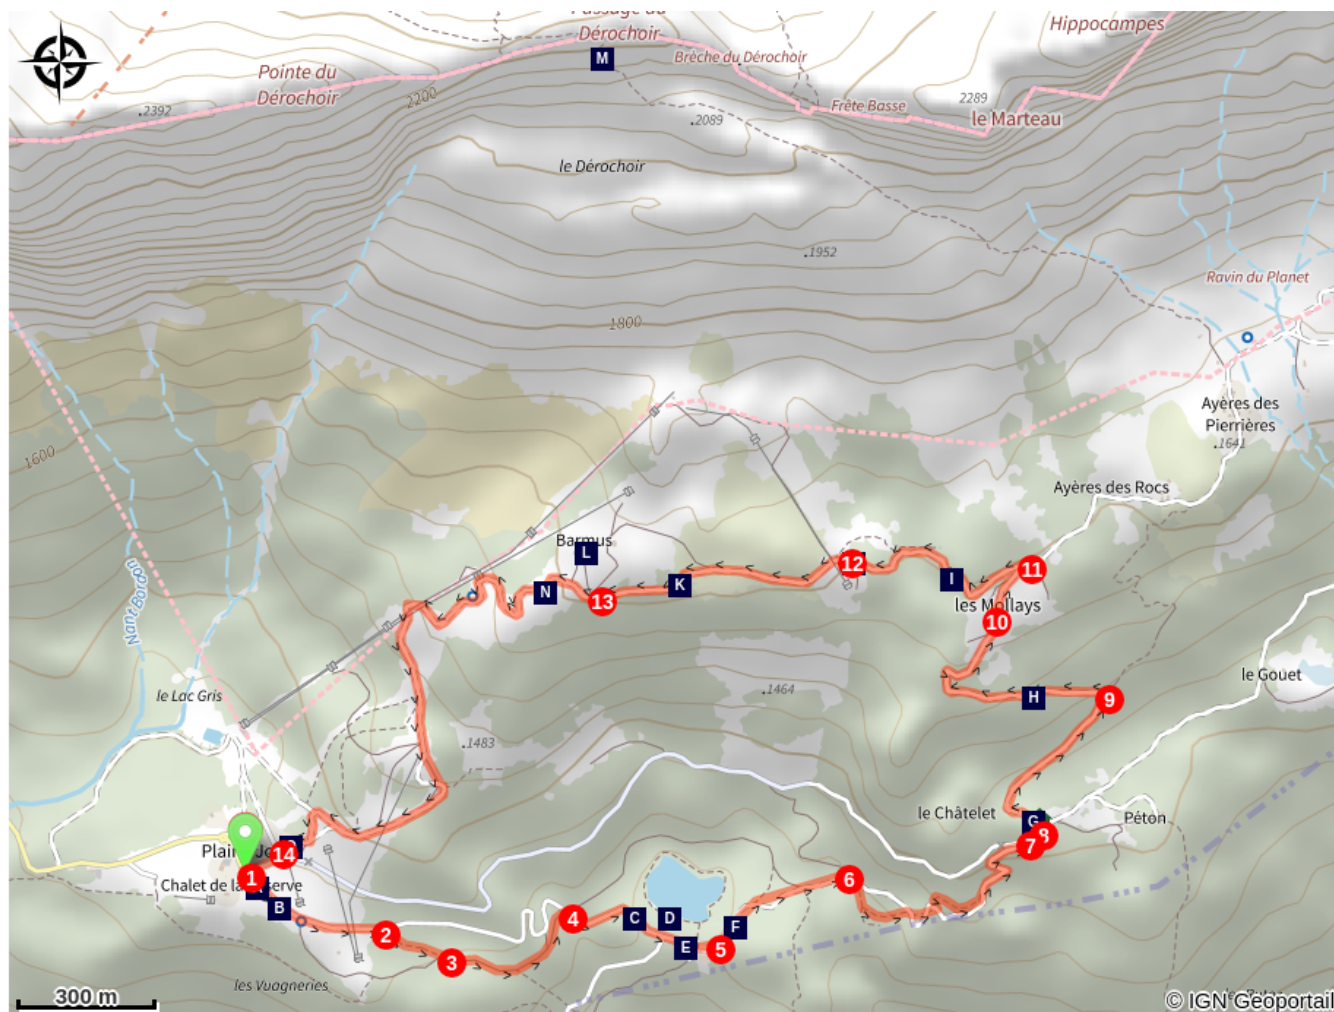 Hippocampes
Passage du
Dérochoir
M
Brèche du Dérochoir
Pointe du
Dérochoir
2200
.2392
2289
Frête Basse
le Marteau
.2089
le Dérochoir
.1952
Ravin du Planet
1800
Ayères des
Pierrières
.1641
1600
Ayères des Rocs
Barmus
L
12
11
I
K
N
13
les Mollays
10
Nant Bordon
le Gouet
le Lac Gris
.1464
H
9
.1483
le Châtelet
G
Péton
8
7
14
1
Chalet de la
B
6
C
D
4
F
2
E
5
3
les Vuagneries
300 m
© IGN Geoportail